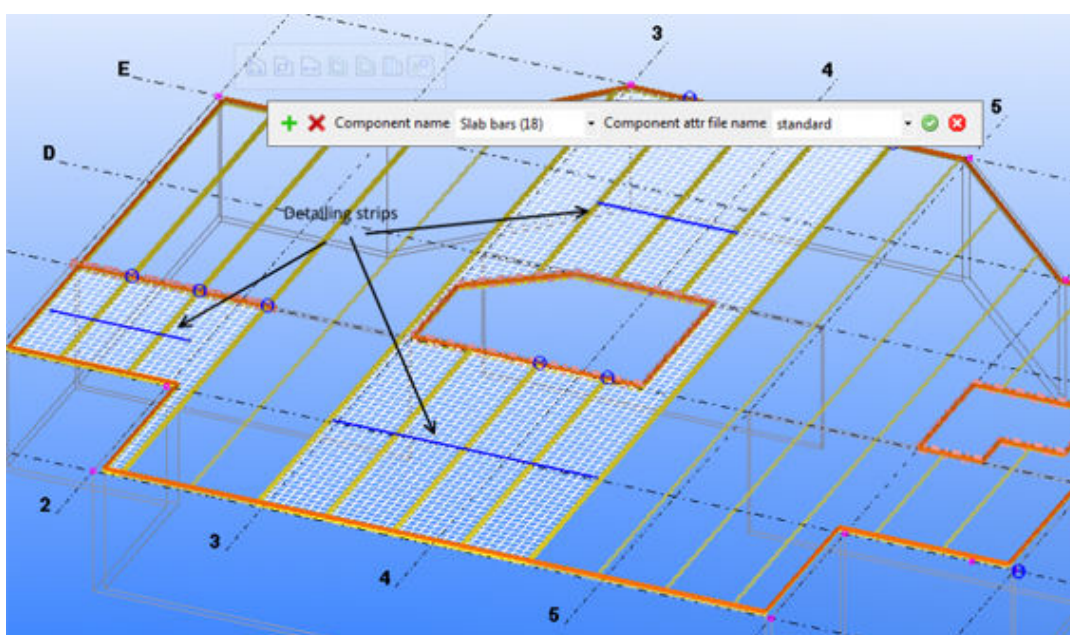 3
E
4
5
Component name Slab bars (18) Component attr file name standard
D
Detailing strips
2
3
4
5